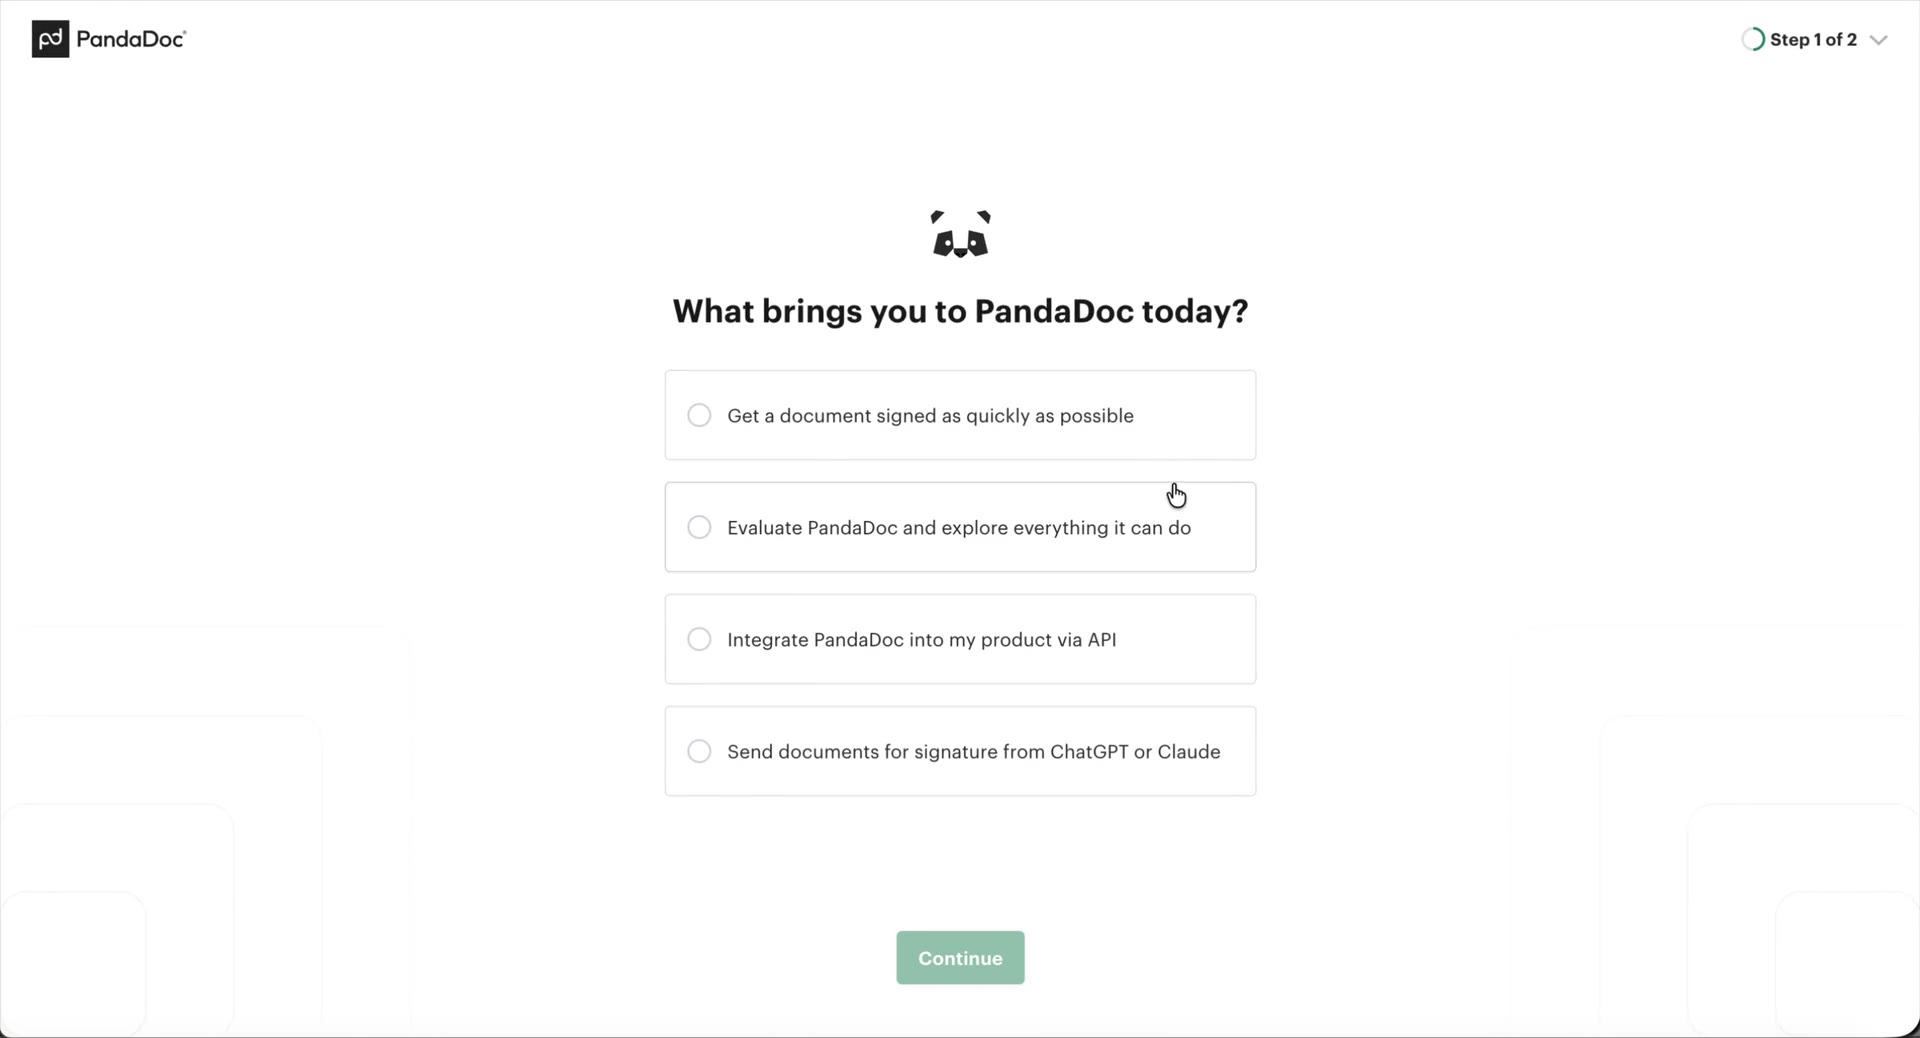 pd PandaDoc
Step 1 of 2
What brings you to PandaDoc today?
Get a document signed as quickly as possible
Evaluate PandaDoc and explore everything it can do
Integrate PandaDoc into my product via API
Send documents for signature from ChatGPT or Claude
Continue